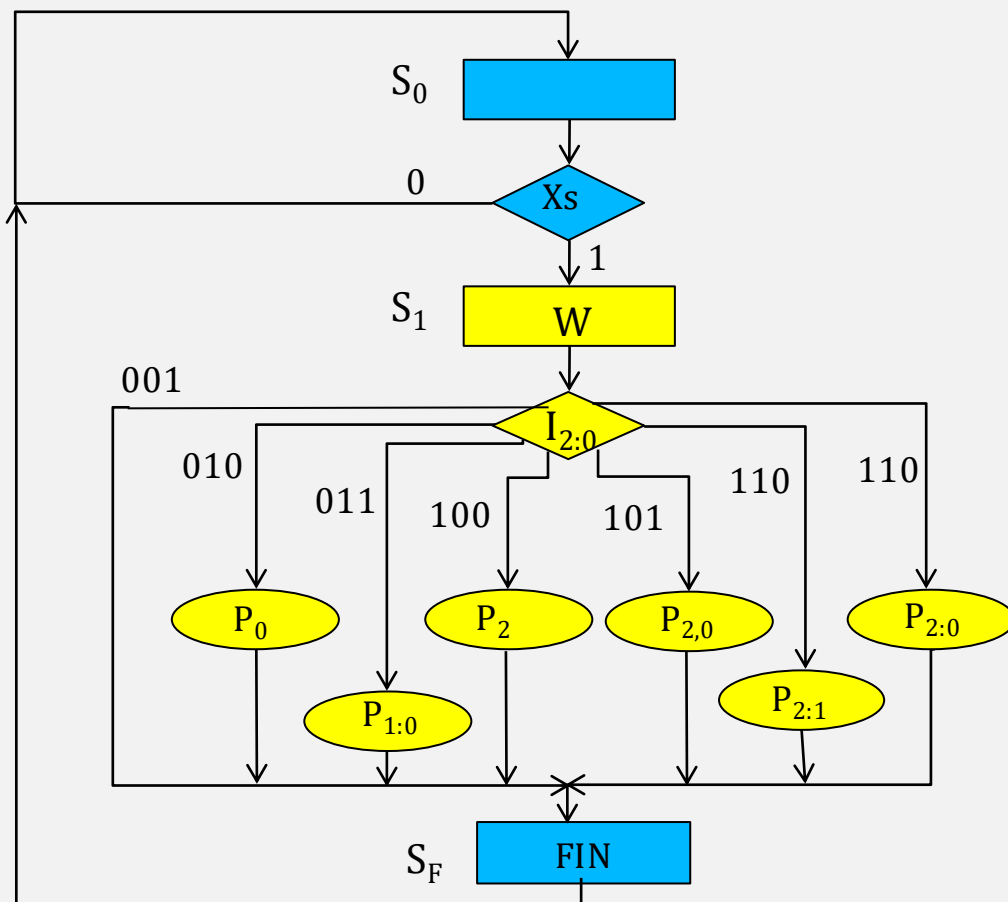 S₀
0
Xs
1
S₁
W
001
I₂:₀
010
011
100
101
110
110
P₀
P₂
P₂,₀
P₂:₀
P₁:₀
P₂:₁
S_F
FIN